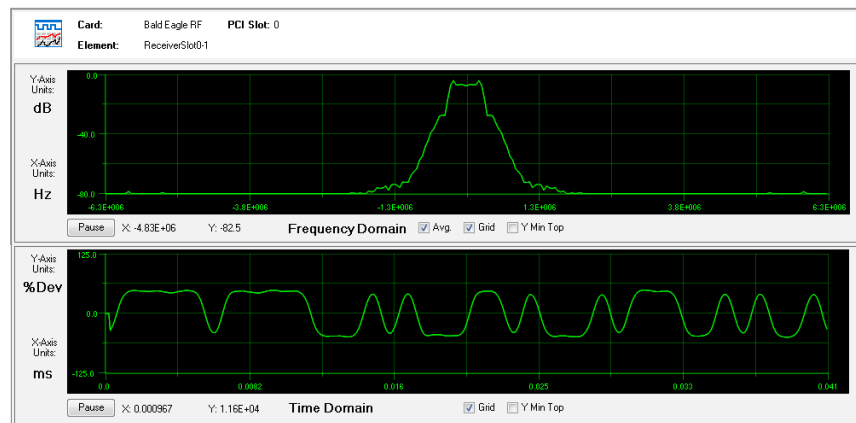 Card: Bald Eagle RF PCI Slot: 0
Element: ReceiverSlot0-1
Y-Axis
Units:
dB
X-Axis
Units:
Hz
0.0
-40.0
-80.0
-6.3E+006 -3.8E+006 -1.3E+006 1.3E+006 3.8E+006 6.3E+006
Pause X: -4.83E+06 Y: -82.5 Frequency Domain Avg. Grid Y Min Top
Y-Axis
Units:
%Dev
X-Axis
Units:
ms
125.0
0.0
-125.0
0.0 0.0082 0.016 0.025 0.033 0.041
Pause X: 0.000967 Y: 1.16E+04 Time Domain Grid Y Min Top